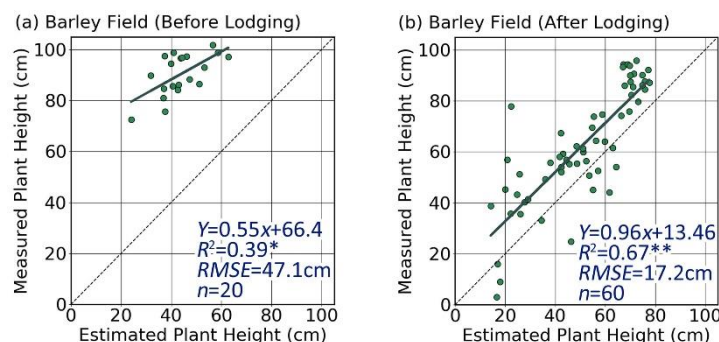 (a) Barley Field (Before Lodging)
Measured Plant Height (cm)
100
80
60
40
20
0
Y=0.55x+66.4
R²=0.39*
RMSE=47.1cm
n=20
0 20 40 60 80 100
Estimated Plant Height (cm)
(b) Barley Field (After Lodging)
Measured Plant Height (cm)
100
80
60
40
20
0
Y=0.96x+13.46
R²=0.67**
RMSE=17.2cm
n=60
0 20 40 60 80 100
Estimated Plant Height (cm)